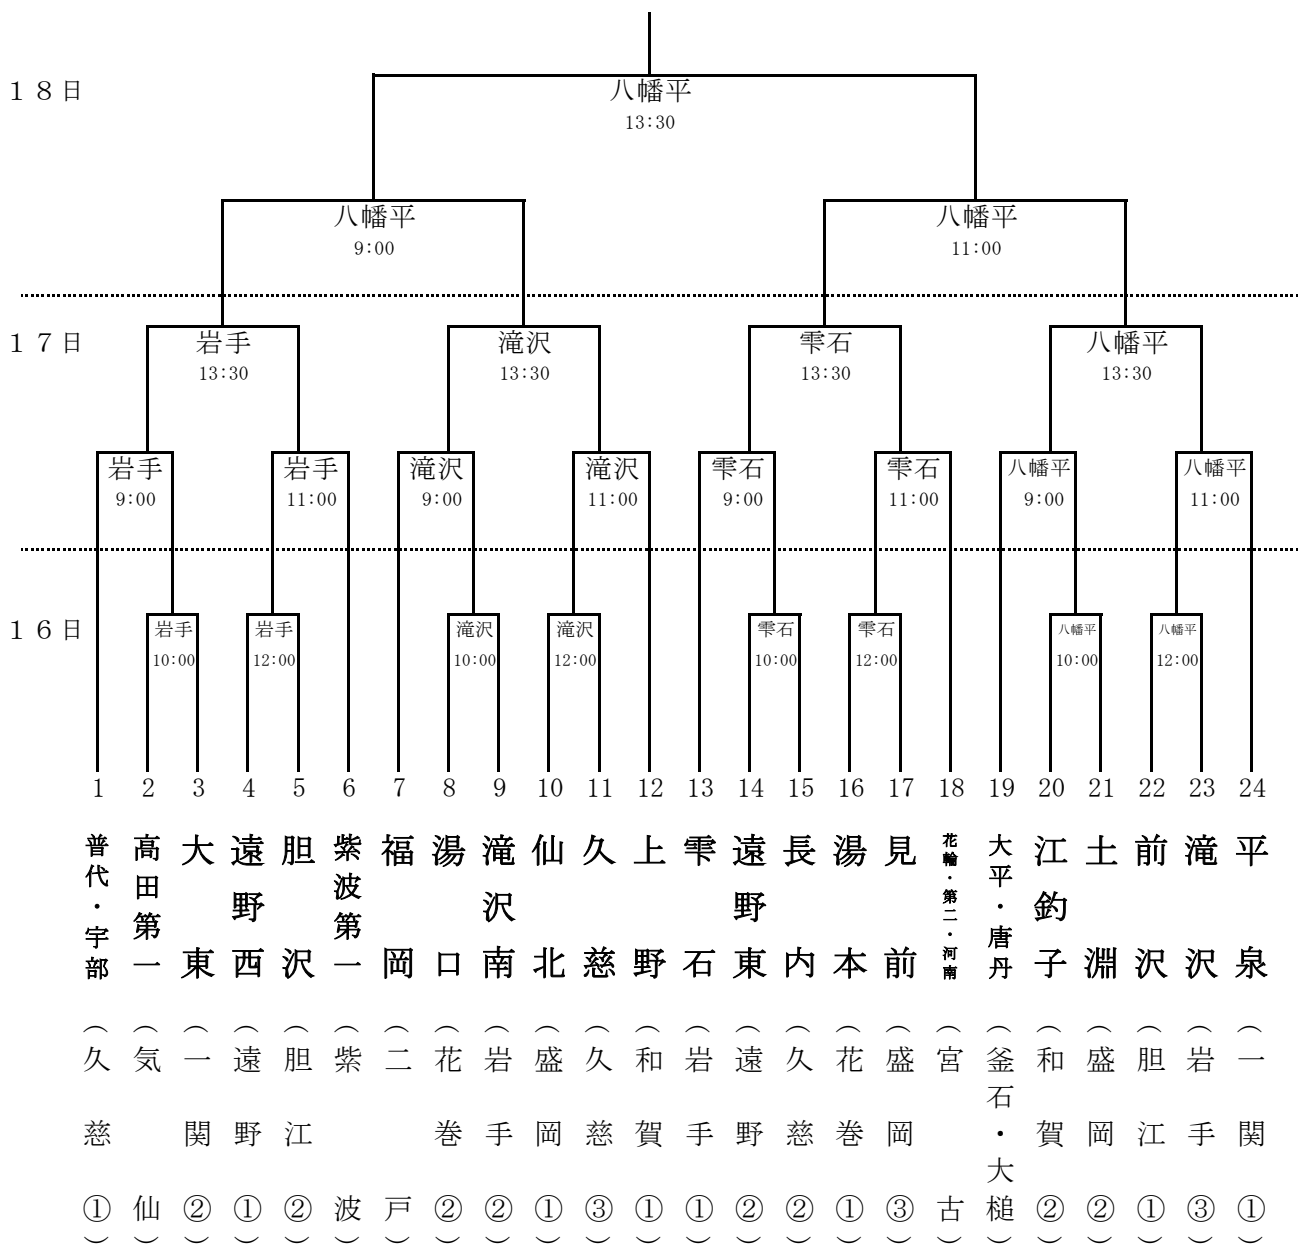 １８日
八幡平
13:30
八幡平 八幡平
9:00 11:00
１７日
岩手 滝沢 雫石 八幡平
13:30 13:30 13:30 13:30
岩手 岩手 滝沢 滝沢 雫石 雫石 八幡平 八幡平
9:00 11:00 9:00 11:00 9:00 11:00 9:00 11:00
１６日
岩手 岩手 滝沢 滝沢 雫石 雫石 八幡平 八幡平
10:00 12:00 10:00 12:00 10:00 12:00 10:00 12:00
1 2 3 4 5 6 7 8 9 10 11 12 13 14 15 16 17 18 19 20 21 22 23 24
普代・宇部（久慈①）
高田第一（気仙）
大東（一関②）
遠野西（遠野①）
胆沢（胆江②）
紫波第一（紫波）
福岡（二戸）
湯口（花巻②）
滝沢南（岩手②）
仙北（盛岡①）
久慈（久慈③）
上野（和賀①）
雫石（岩手①）
遠野東（遠野②）
長内（久慈②）
湯本（花巻①）
見前（盛岡③）
花輪・第二・河南（宮古）
大平・唐丹（釜石・大槌）
江釣子（和賀②）
土淵（盛岡②）
前沢（胆江①）
滝沢（岩手③）
平泉（一関①）